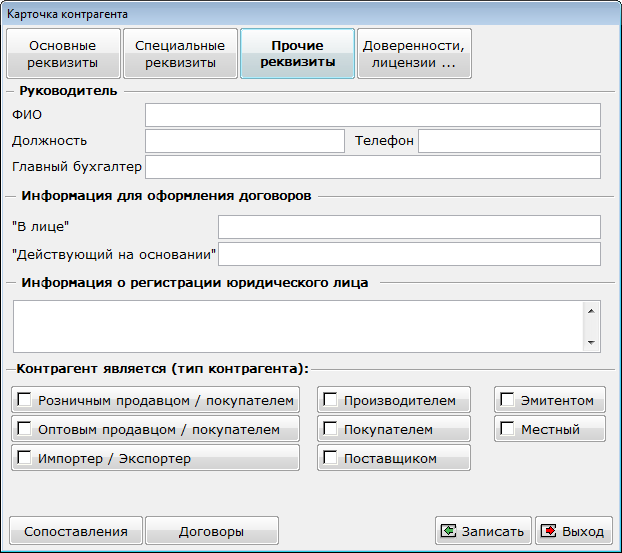 Карточка контрагента
Основные реквизиты
Специальные реквизиты
Прочие реквизиты
Доверенности, лицензии ...
Руководитель
ФИО
Должность
Телефон
Главный бухгалтер
Информация для оформления договоров
"В лице"
"Действующий на основании"
Информация о регистрации юридического лица
Контрагент является (тип контрагента):
Розничным продавцом / покупателем
Производителем
Эмитентом
Оптовым продавцом / покупателем
Покупателем
Местный
Импортер / Экспортер
Поставщиком
Сопоставления
Договоры
Записать
Выход